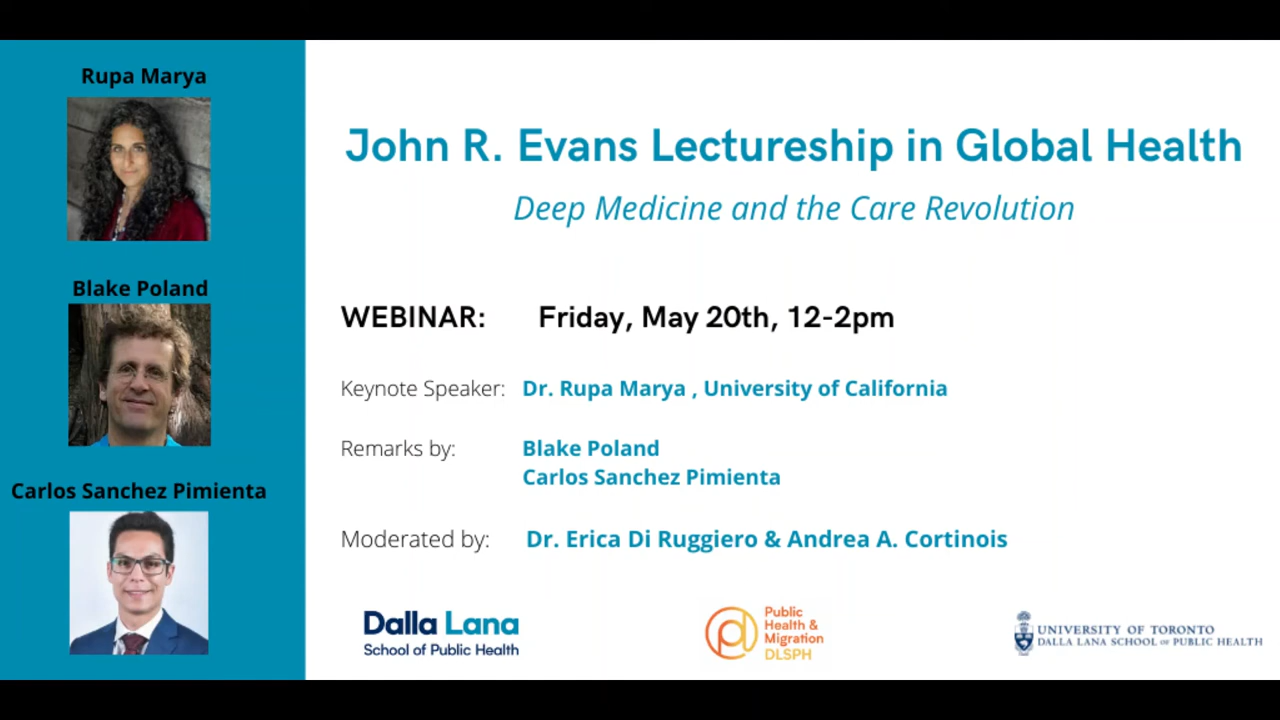 Rupa Marya
Blake Poland
Carlos Sanchez Pimienta
John R. Evans Lectureship in Global Health
Deep Medicine and the Care Revolution
WEBINAR: Friday, May 20th, 12-2pm
Keynote Speaker: Dr. Rupa Marya , University of California
Remarks by: Blake Poland
Carlos Sanchez Pimienta
Moderated by: Dr. Erica Di Ruggiero & Andrea A. Cortinois
Dalla Lana
School of Public Health
Public
Health &
Migration
DLSPH
UNIVERSITY OF TORONTO
DALLA LANA SCHOOL OF PUBLIC HEALTH